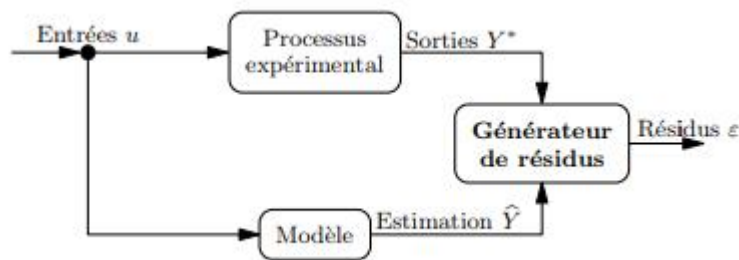 Entrées u
Processus
expérimental
Sorties Y*
Générateur
de résidus
Résidus ε
Modèle
Estimation Ŷ